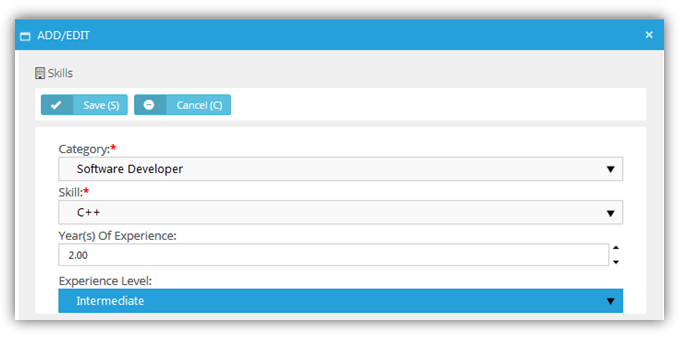 ADD/EDIT
Skills
Save (S) Cancel (C)
Category:*
Software Developer
Skill:*
C++
Year(s) Of Experience:
2.00
Experience Level:
Intermediate